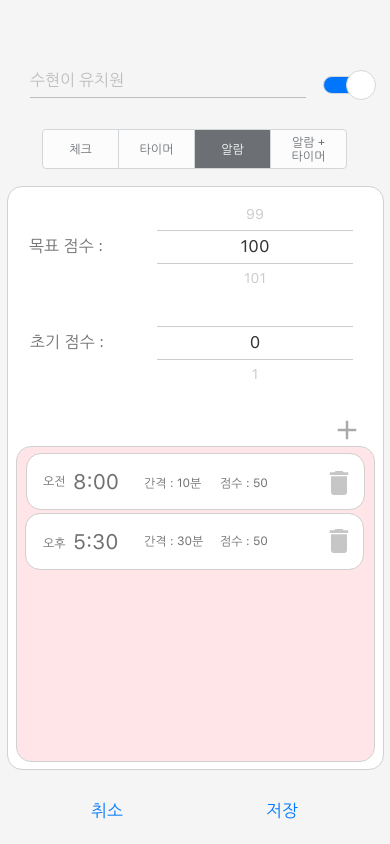 수현이 유치원
체크 타이머 알람 알람 +
타이머
99
목표 점수 : 100
101
초기 점수 : 0
1
오전 8:00 간격 : 10분 점수 : 50
오후 5:30 간격 : 30분 점수 : 50
취소 저장